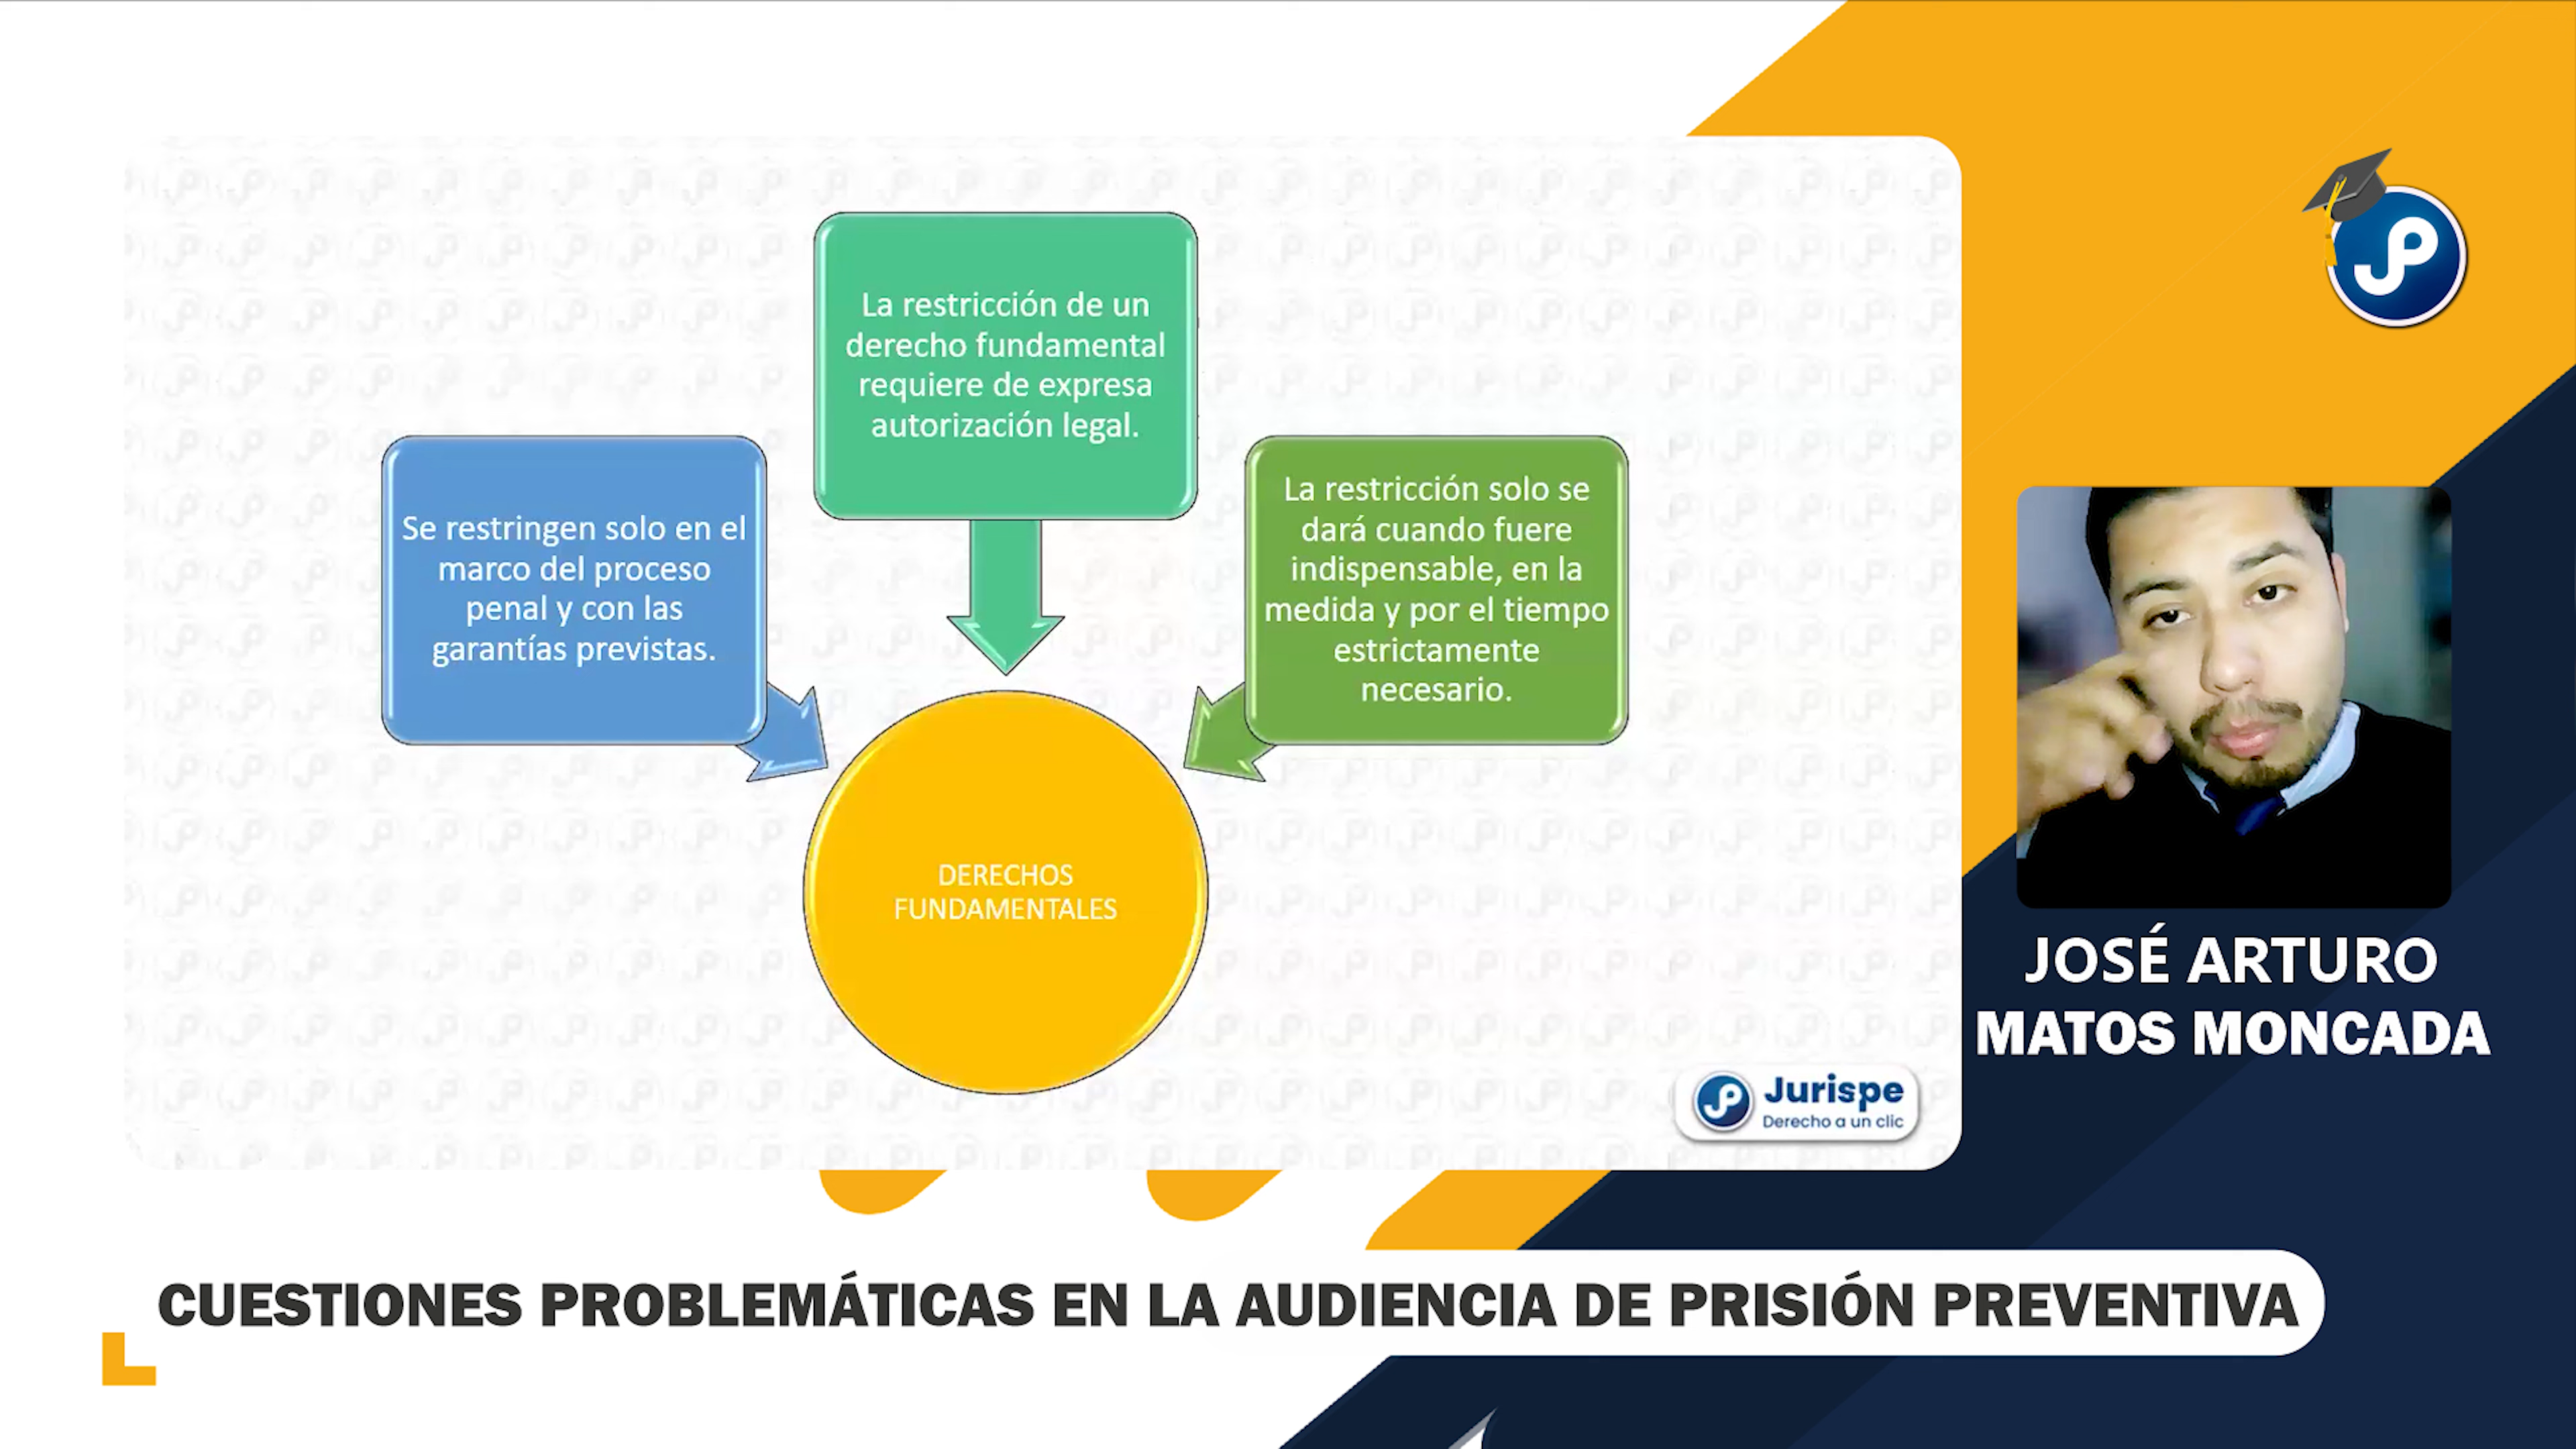 La restricción de un
derecho fundamental
requiere de expresa
autorización legal.
Se restringen solo en el
marco del proceso
penal y con las
garantías previstas.
La restricción solo se
dará cuando fuere
indispensable, en la
medida y por el tiempo
estrictamente
necesario.
DERECHOS
FUNDAMENTALES
JP
JOSÉ ARTURO
MATOS MONCADA
JP
Jurispe
Derecho a un clic
CUESTIONES PROBLEMÁTICAS EN LA AUDIENCIA DE PRISIÓN PREVENTIVA